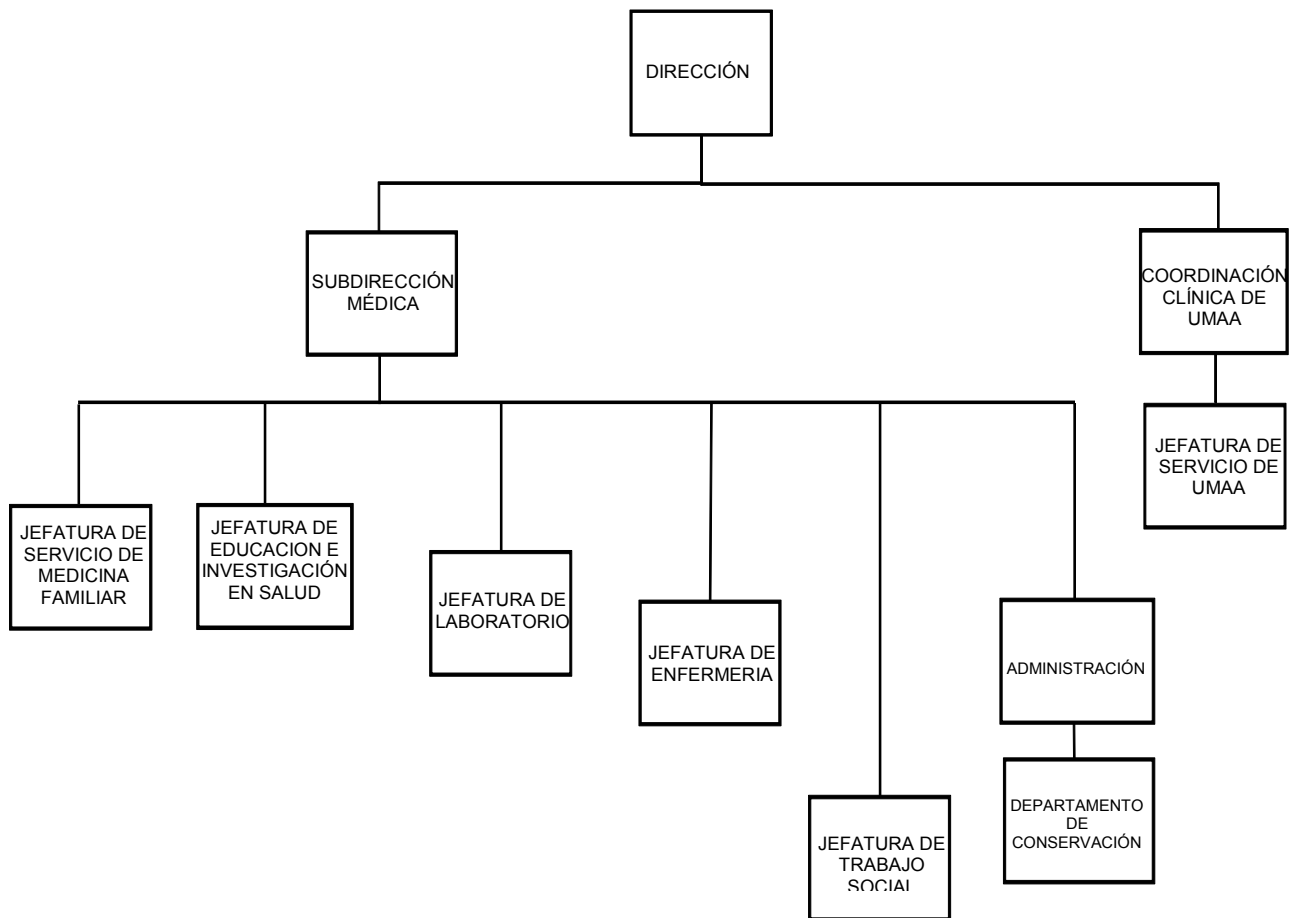 DIRECCIÓN
SUBDIRECCIÓN
MÉDICA
COORDINACIÓN
CLÍNICA DE
UMAA
JEFATURA DE
SERVICIO DE
UMAA
JEFATURA DE
SERVICIO DE
MEDICINA
FAMILIAR
JEFATURA DE
EDUCACION E
INVESTIGACIÓN
EN SALUD
JEFATURA DE
LABORATORIO
JEFATURA DE
ENFERMERIA
ADMINISTRACIÓN
JEFATURA DE
TRABAJO
SOCIAL
DEPARTAMENTO
DE
CONSERVACIÓN